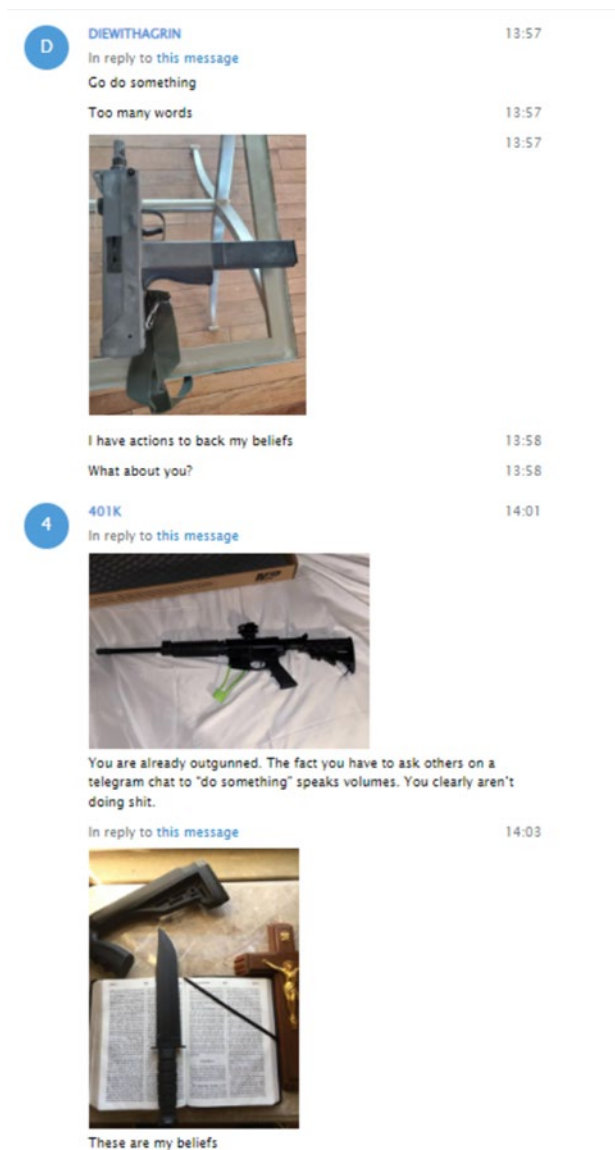 D
DIEWITHAGRIN
13:57
In reply to this message
Go do something
Too many words
13:57
13:57
I have actions to back my beliefs
13:58
What about you?
13:58
4
401K
14:01
In reply to this message
You are already outgunned. The fact you have to ask others on a
telegram chat to "do something" speaks volumes. You clearly aren't
doing shit.
In reply to this message
14:03
These are my beliefs